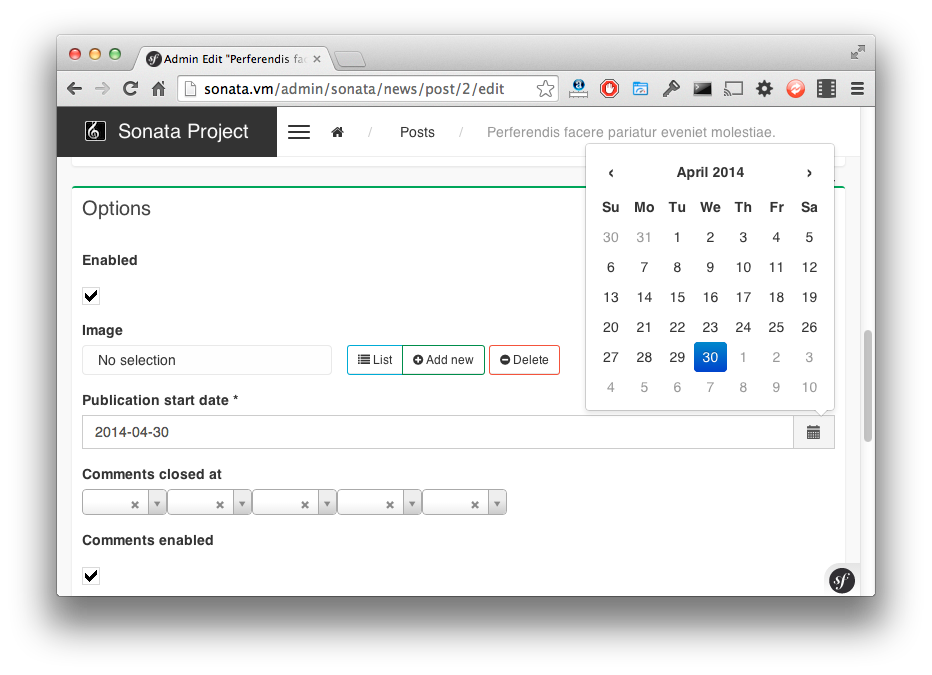 Admin Edit "Perferendis fa
sonata.vm/admin/sonata/news/post/2/edit
Sonata Project
/ Posts / Perferendis facere pariatur eveniet molestiae.
‹ April 2014 ›
Su Mo Tu We Th Fr Sa
30 31 1 2 3 4 5
6 7 8 9 10 11 12
13 14 15 16 17 18 19
20 21 22 23 24 25 26
27 28 29 30 1 2 3
4 5 6 7 8 9 10
Options
Enabled
Image
No selection
List Add new Delete
Publication start date *
2014-04-30
Comments closed at
Comments enabled
sf